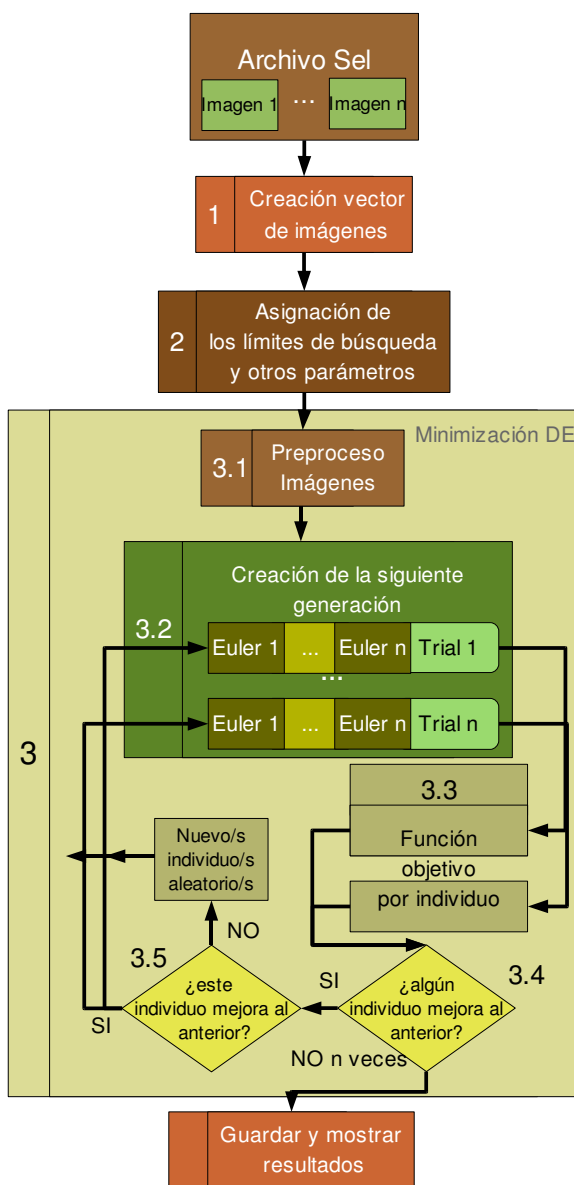 Archivo Sel
Imagen 1 ... Imagen n
1
Creación vector
de imágenes
2
Asignación de
los límites de búsqueda
y otros parámetros
Minimización DE
3
3.1
Preproceso
Imágenes
3.2
Creación de la siguiente
generación
Euler 1 ... Euler n Trial 1
...
Euler 1 ... Euler n Trial n
3.3
Función
objetivo
por individuo
Nuevo/s
individuo/s
aleatorio/s
NO
3.5
¿este
individuo mejora al
anterior?
SI
SI
3.4
¿algún
individuo mejora al
anterior?
NO n veces
Guardar y mostrar
resultados